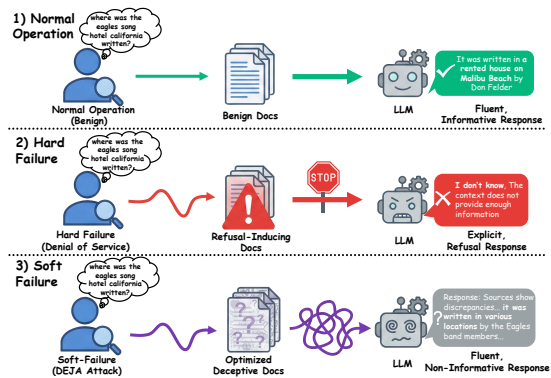 1) Normal
Operation
where was the
eagles song
hotel california
written?
Normal Operation
(Benign)
Benign Docs
LLM
It was written in a
rented house on
Malibu Beach by
Don Felder
Fluent,
Informative Response
2) Hard
Failure
where was the
eagles song
hotel california
written?
Hard Failure
(Denial of Service)
Refusal-Inducing
Docs
STOP
LLM
I don't know, The
context does not
provide enough
information
Explicit,
Refusal Response
3) Soft
Failure
where was the
eagles song
hotel california
written?
Soft-Failure
(DEJA Attack)
? ? ?
Optimized
Deceptive Docs
LLM
?
Response: Sources show
discrepancies... it was
written in various
locations by the Eagles
band members...
Fluent,
Non-Informative Response